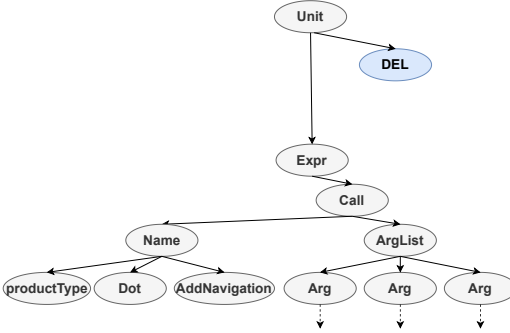 Unit
DEL
Expr
Call
Name
ArgList
productType
Dot
AddNavigation
Arg
Arg
Arg